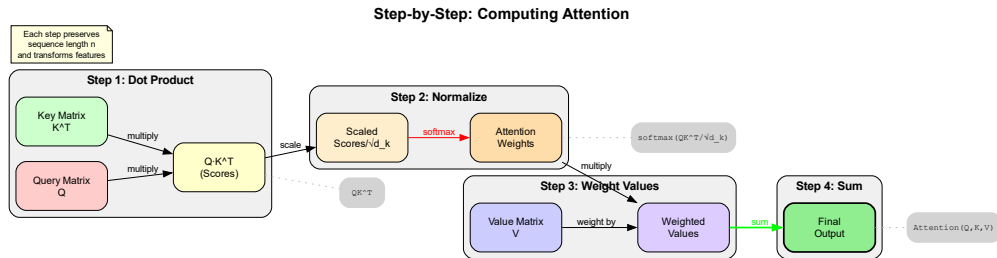 Step-by-Step: Computing Attention
Each step preserves
sequence length n
and transforms features
Step 1: Dot Product
Key Matrix
K^T
multiply
Query Matrix
Q
multiply
Q·K^T
(Scores)
scale
QK^T
Step 2: Normalize
Scaled
Scores/√d_k
softmax
Attention
Weights
softmax(QK^T/√d_k)
multiply
Step 3: Weight Values
Value Matrix
V
weight by
Weighted
Values
sum
Step 4: Sum
Final
Output
Attention(Q,K,V)